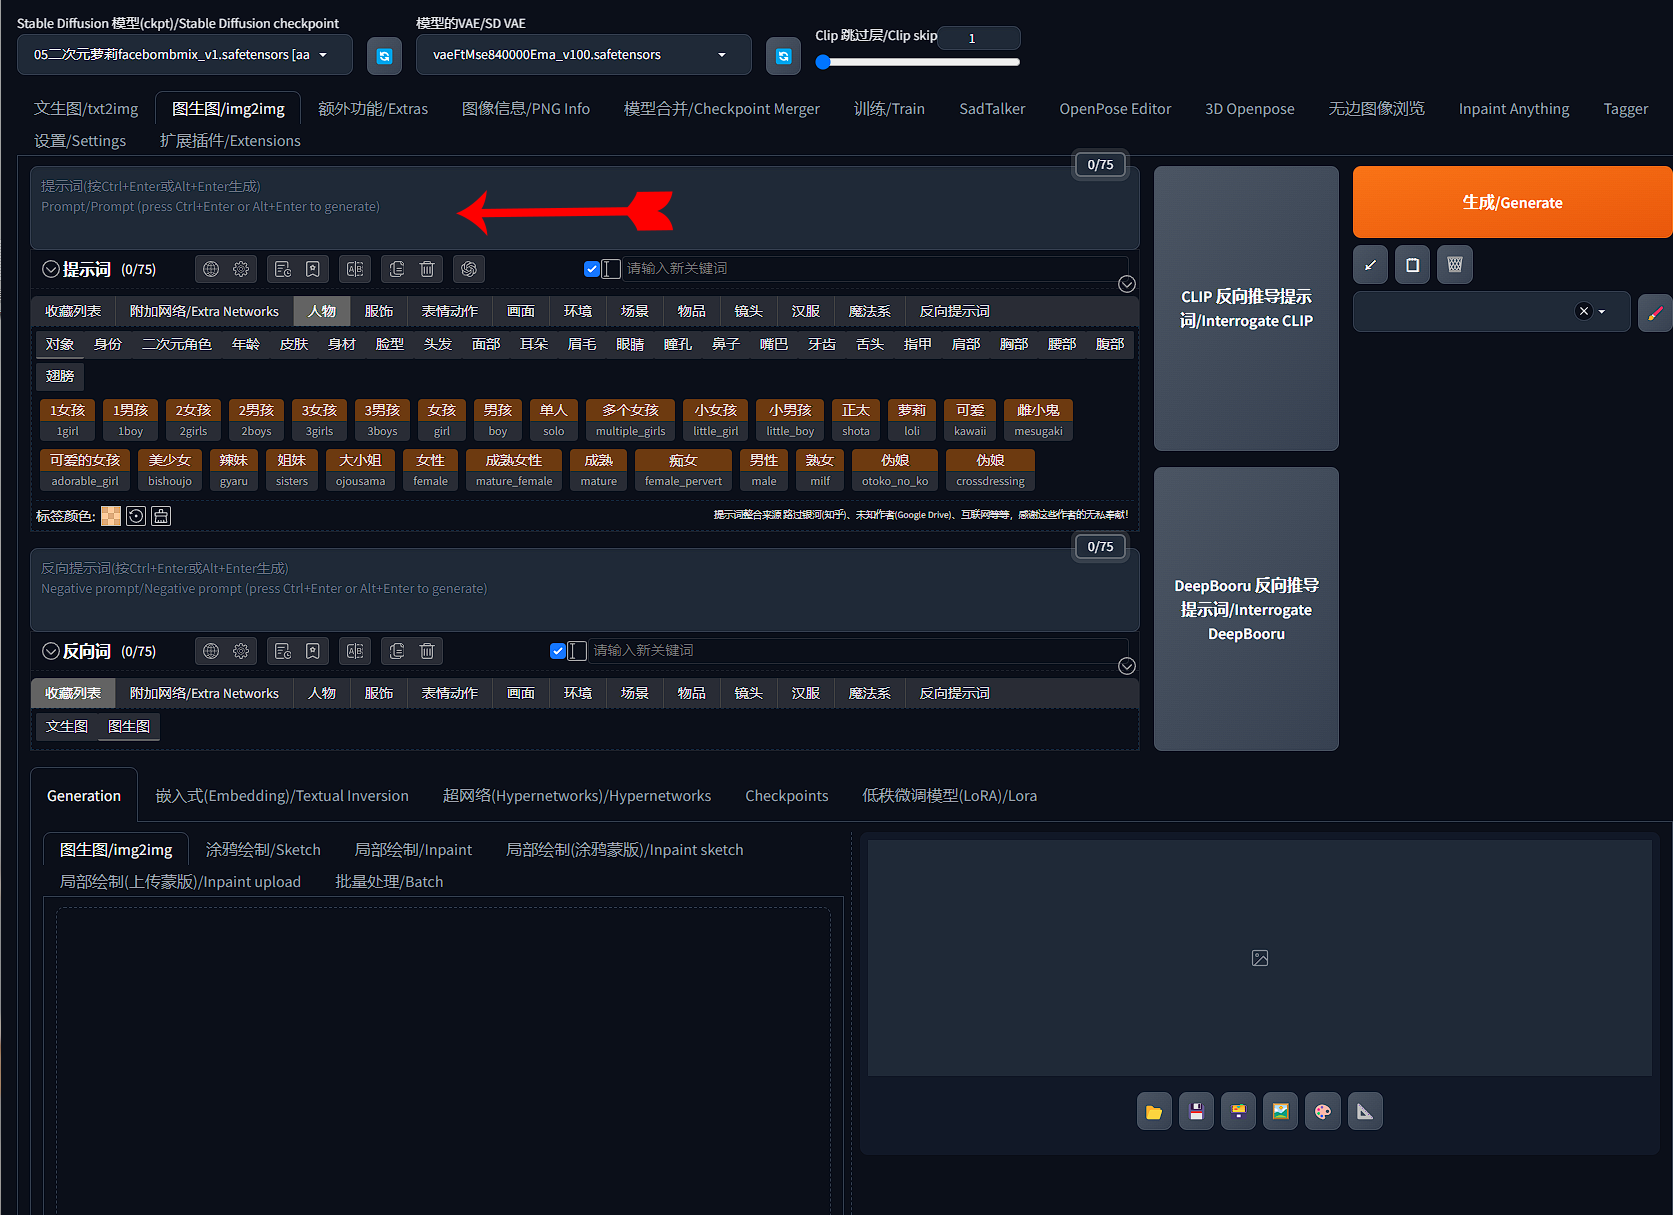 Stable Diffusion 模型(ckpt)/Stable Diffusion checkpoint
模型的VAE/SD VAE
Clip 跳过层/Clip skip
1
05二次元萝莉facebombmix_v1.safetensors [aa
vaeFtMse840000Ema_v100.safetensors
文生图/txt2img
图生图/img2img
额外功能/Extras
图像信息/PNG Info
模型合并/Checkpoint Merger
训练/Train
SadTalker
OpenPose Editor
3D Openpose
无边图像浏览
Inpaint Anything
Tagger
设置/Settings
扩展插件/Extensions
0/75
提示词(按Ctrl+Enter或Alt+Enter生成)
Prompt/Prompt (press Ctrl+Enter or Alt+Enter to generate)
提示词 (0/75)
请输入新关键词
收藏列表
附加网络/Extra Networks
人物
服饰
表情动作
画面
环境
场景
物品
镜头
汉服
魔法系
反向提示词
对象 身份 二次元角色 年龄 皮肤 身材 脸型 头发 面部 耳朵 眉毛 眼睛 瞳孔 鼻子 嘴巴 牙齿 舌头 指甲 肩部 胸部 腰部 腹部
翅膀
1女孩 1男孩 2女孩 2男孩 3女孩 3男孩 女孩 男孩 单人 多个女孩 小女孩 小男孩 正太 萝莉 可爱 雌小鬼
1girl 1boy 2girls 2boys 3girls 3boys girl boy solo multiple_girls little_girl little_boy shota loli kawaii mesugaki
可爱的女孩 美少女 辣妹 姐妹 大小姐 女性 成熟女性 成熟 痴女 男性 熟女 伪娘 伪娘
adorable_girl bishoujo gyaru sisters ojousama female mature_female mature female_pervert male milf otoko_no_ko crossdressing
标签颜色:
提示词整合来源 路过银河(知乎)、未知作者(Google Drive)、互联网等等，感谢这些作者的无私奉献！
CLIP 反向推导提示
词/Interrogate CLIP
生成/Generate
0/75
反向提示词(按Ctrl+Enter或Alt+Enter生成)
Negative prompt/Negative prompt (press Ctrl+Enter or Alt+Enter to generate)
反向词 (0/75)
请输入新关键词
收藏列表
附加网络/Extra Networks
人物
服饰
表情动作
画面
环境
场景
物品
镜头
汉服
魔法系
反向提示词
文生图
图生图
DeepBooru 反向推导
提示词/Interrogate
DeepBooru
Generation
嵌入式(Embedding)/Textual Inversion
超网络(Hypernetworks)/Hypernetworks
Checkpoints
低秩微调模型(LoRA)/Lora
图生图/img2img
涂鸦绘制/Sketch
局部绘制/Inpaint
局部绘制(涂鸦蒙版)/Inpaint sketch
局部绘制(上传蒙版)/Inpaint upload
批量处理/Batch